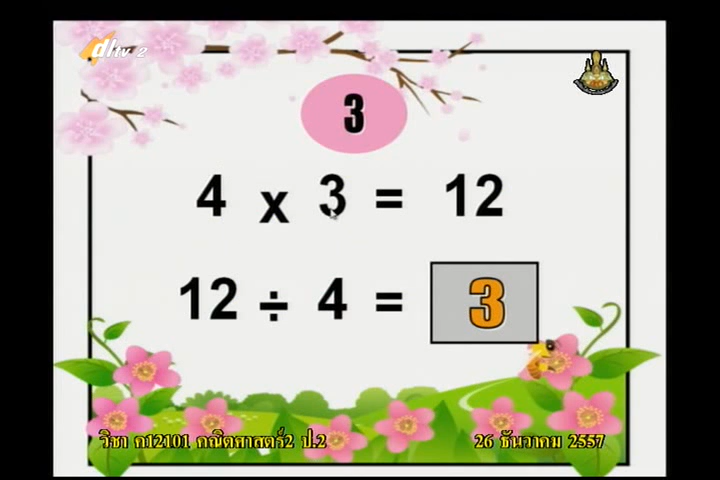 dltv 2
3
4 x 3 = 12
12 ÷ 4 = 3
วิชา ค12101 คณิตศาสตร์2 ป.2
26 ธันวาคม 2557